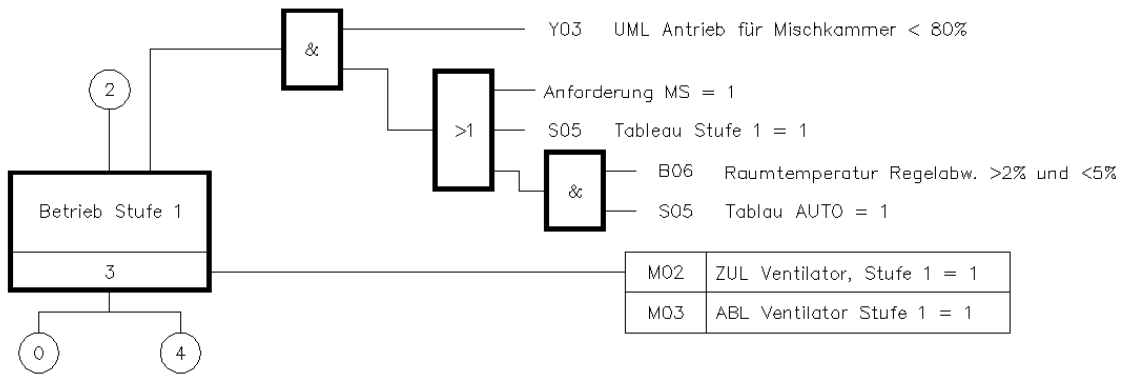 & Y03 UML Antrieb für Mischkammer < 80%
2
Anforderung MS = 1
>1 S05 Tableau Stufe 1 = 1
B06 Raumtemperatur Regelabw. >2% und <5%
&
Betrieb Stufe 1 S05 Tablau AUTO = 1
3 M02 ZUL Ventilator, Stufe 1 = 1
M03 ABL Ventilator Stufe 1 = 1
0 4